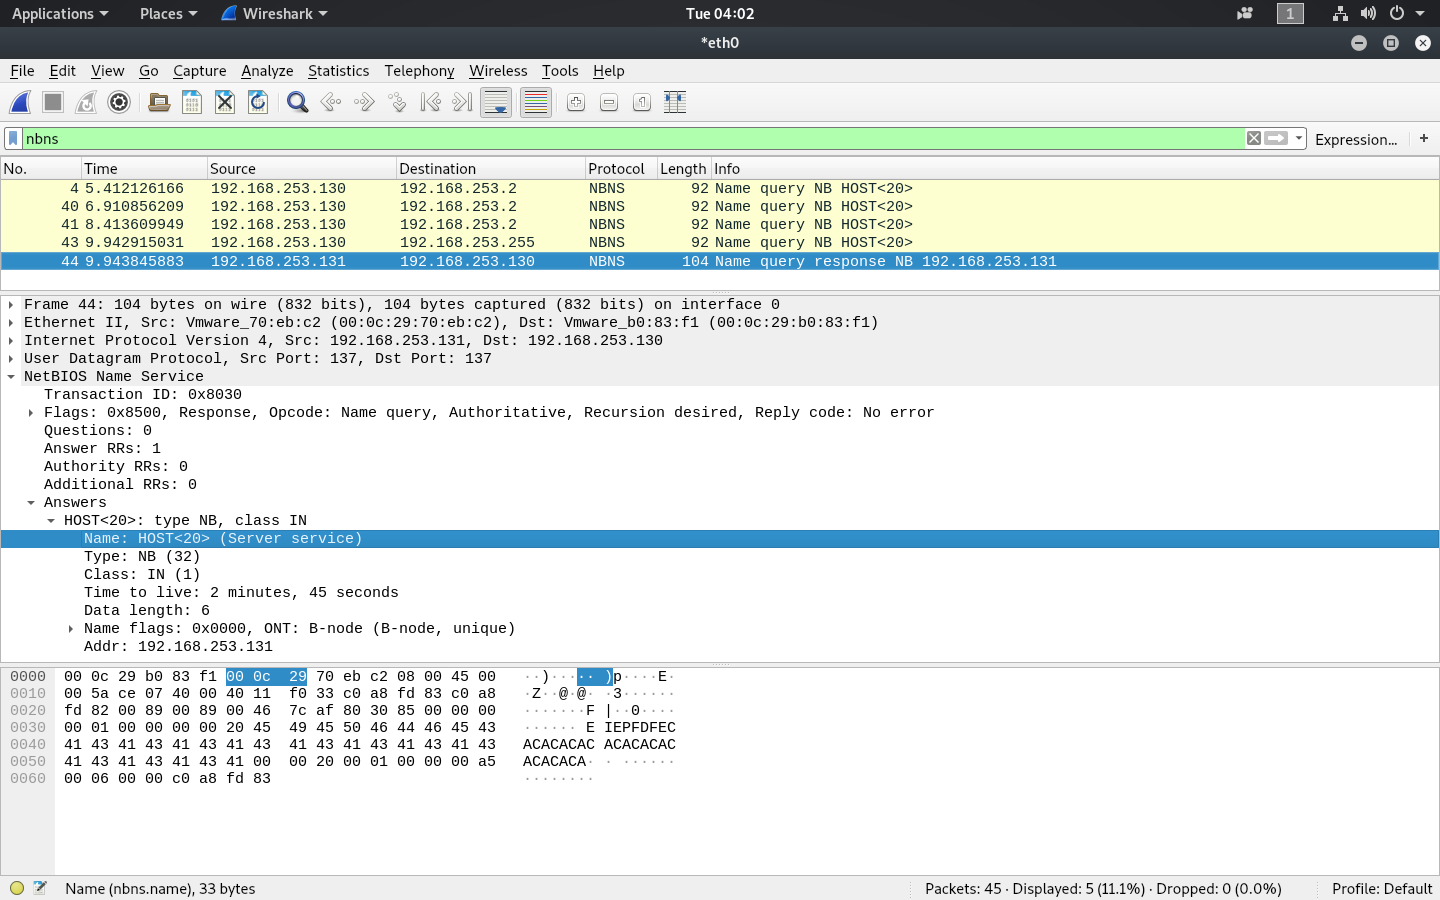 Applications Places Wireshark Tue 04:02 1
*eth0
File Edit View Go Capture Analyze Statistics Telephony Wireless Tools Help
nbns Expression... +
No. Time Source Destination Protocol Length Info
4 5.412126166 192.168.253.130 192.168.253.2 NBNS 92 Name query NB HOST<20>
40 6.910856209 192.168.253.130 192.168.253.2 NBNS 92 Name query NB HOST<20>
41 8.413609949 192.168.253.130 192.168.253.2 NBNS 92 Name query NB HOST<20>
43 9.942915031 192.168.253.130 192.168.253.255 NBNS 92 Name query NB HOST<20>
44 9.943845883 192.168.253.131 192.168.253.130 NBNS 104 Name query response NB 192.168.253.131
Frame 44: 104 bytes on wire (832 bits), 104 bytes captured (832 bits) on interface 0
Ethernet II, Src: Vmware_70:eb:c2 (00:0c:29:70:eb:c2), Dst: Vmware_b0:83:f1 (00:0c:29:b0:83:f1)
Internet Protocol Version 4, Src: 192.168.253.131, Dst: 192.168.253.130
User Datagram Protocol, Src Port: 137, Dst Port: 137
NetBIOS Name Service
Transaction ID: 0x8030
Flags: 0x8500, Response, Opcode: Name query, Authoritative, Recursion desired, Reply code: No error
Questions: 0
Answer RRs: 1
Authority RRs: 0
Additional RRs: 0
Answers
HOST<20>: type NB, class IN
Name: HOST<20> (Server service)
Type: NB (32)
Class: IN (1)
Time to live: 2 minutes, 45 seconds
Data length: 6
Name flags: 0x0000, ONT: B-node (B-node, unique)
Addr: 192.168.253.131
0000 00 0c 29 b0 83 f1 00 0c 29 70 eb c2 08 00 45 00 ··)····· )p····E·
0010 00 5a ce 07 40 00 40 11 f0 33 c0 a8 fd 83 c0 a8 ·Z··@·@· ·3······
0020 fd 82 00 89 00 89 00 46 7c af 80 30 85 00 00 00 ·······F |··0····
0030 00 01 00 00 00 00 20 45 49 45 50 46 44 46 45 43 ······ E IEPFDFEC
0040 41 43 41 43 41 43 41 43 41 43 41 43 41 43 41 43 ACACACAC ACACACAC
0050 41 43 41 43 41 43 41 00 00 20 00 01 00 00 00 a5 ACACACA· · ······
0060 00 06 00 00 c0 a8 fd 83 ········
Name (nbns.name), 33 bytes Packets: 45 · Displayed: 5 (11.1%) · Dropped: 0 (0.0%) Profile: Default